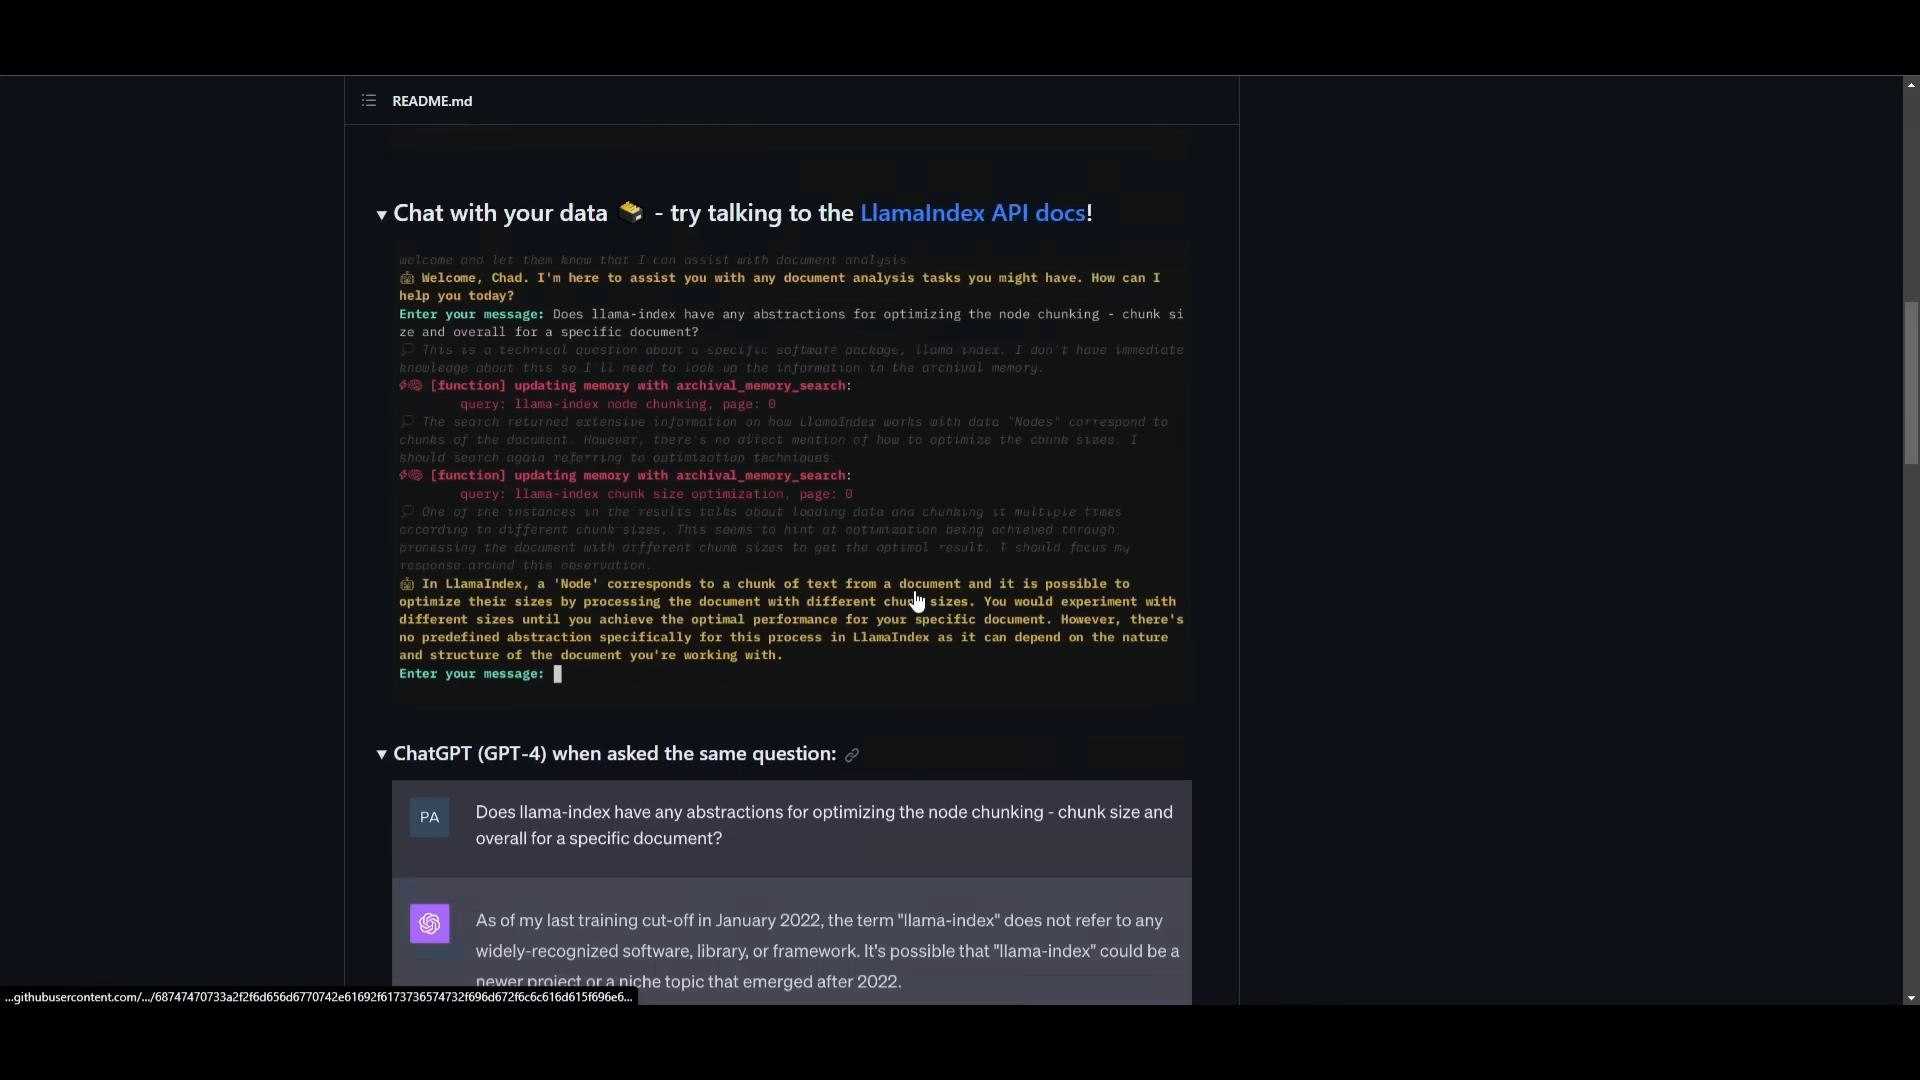 README.md
Chat with your data 🗃️ - try talking to the LlamaIndex API docs!
welcome and let them know that I can assist with document analysis
🤖 Welcome, Chad. I'm here to assist you with any document analysis tasks you might have. How can I
help you today?
Enter your message: Does llama-index have any abstractions for optimizing the node chunking - chunk si
ze and overall for a specific document?
💭 This is a technical question about a specific software package, llama index. I don't have immediate
knowledge about this so I'll need to look up the information in the archival memory.
⚡🧠 [function] updating memory with archival_memory_search:
query: llama-index node chunking, page: 0
💭 The search returned extensive information on how LlamaIndex works with data "Nodes" correspond to
chunks of the document. However, there's no direct mention of how to optimize the chunk sizes. I
should search again referring to optimization techniques.
⚡🧠 [function] updating memory with archival_memory_search:
query: llama-index chunk size optimization, page: 0
💭 One of the instances in the results talks about loading data and chunking it multiple times
according to different chunk sizes. This seems to hint at optimization being achieved through
processing the document with different chunk sizes to get the optimal result. I should focus my
response around this observation.
🤖 In LlamaIndex, a 'Node' corresponds to a chunk of text from a document and it is possible to
optimize their sizes by processing the document with different sizes. You would experiment with
different sizes until you achieve the optimal performance for your specific document. However, there's
no predefined abstraction specifically for this process in LlamaIndex as it can depend on the nature
and structure of the document you're working with.
Enter your message:
ChatGPT (GPT-4) when asked the same question:
PA
Does llama-index have any abstractions for optimizing the node chunking - chunk size and
overall for a specific document?
As of my last training cut-off in January 2022, the term "llama-index" does not refer to any
widely-recognized software, library, or framework. It's possible that "llama-index" could be a
newer project or a niche topic that emerged after 2022.